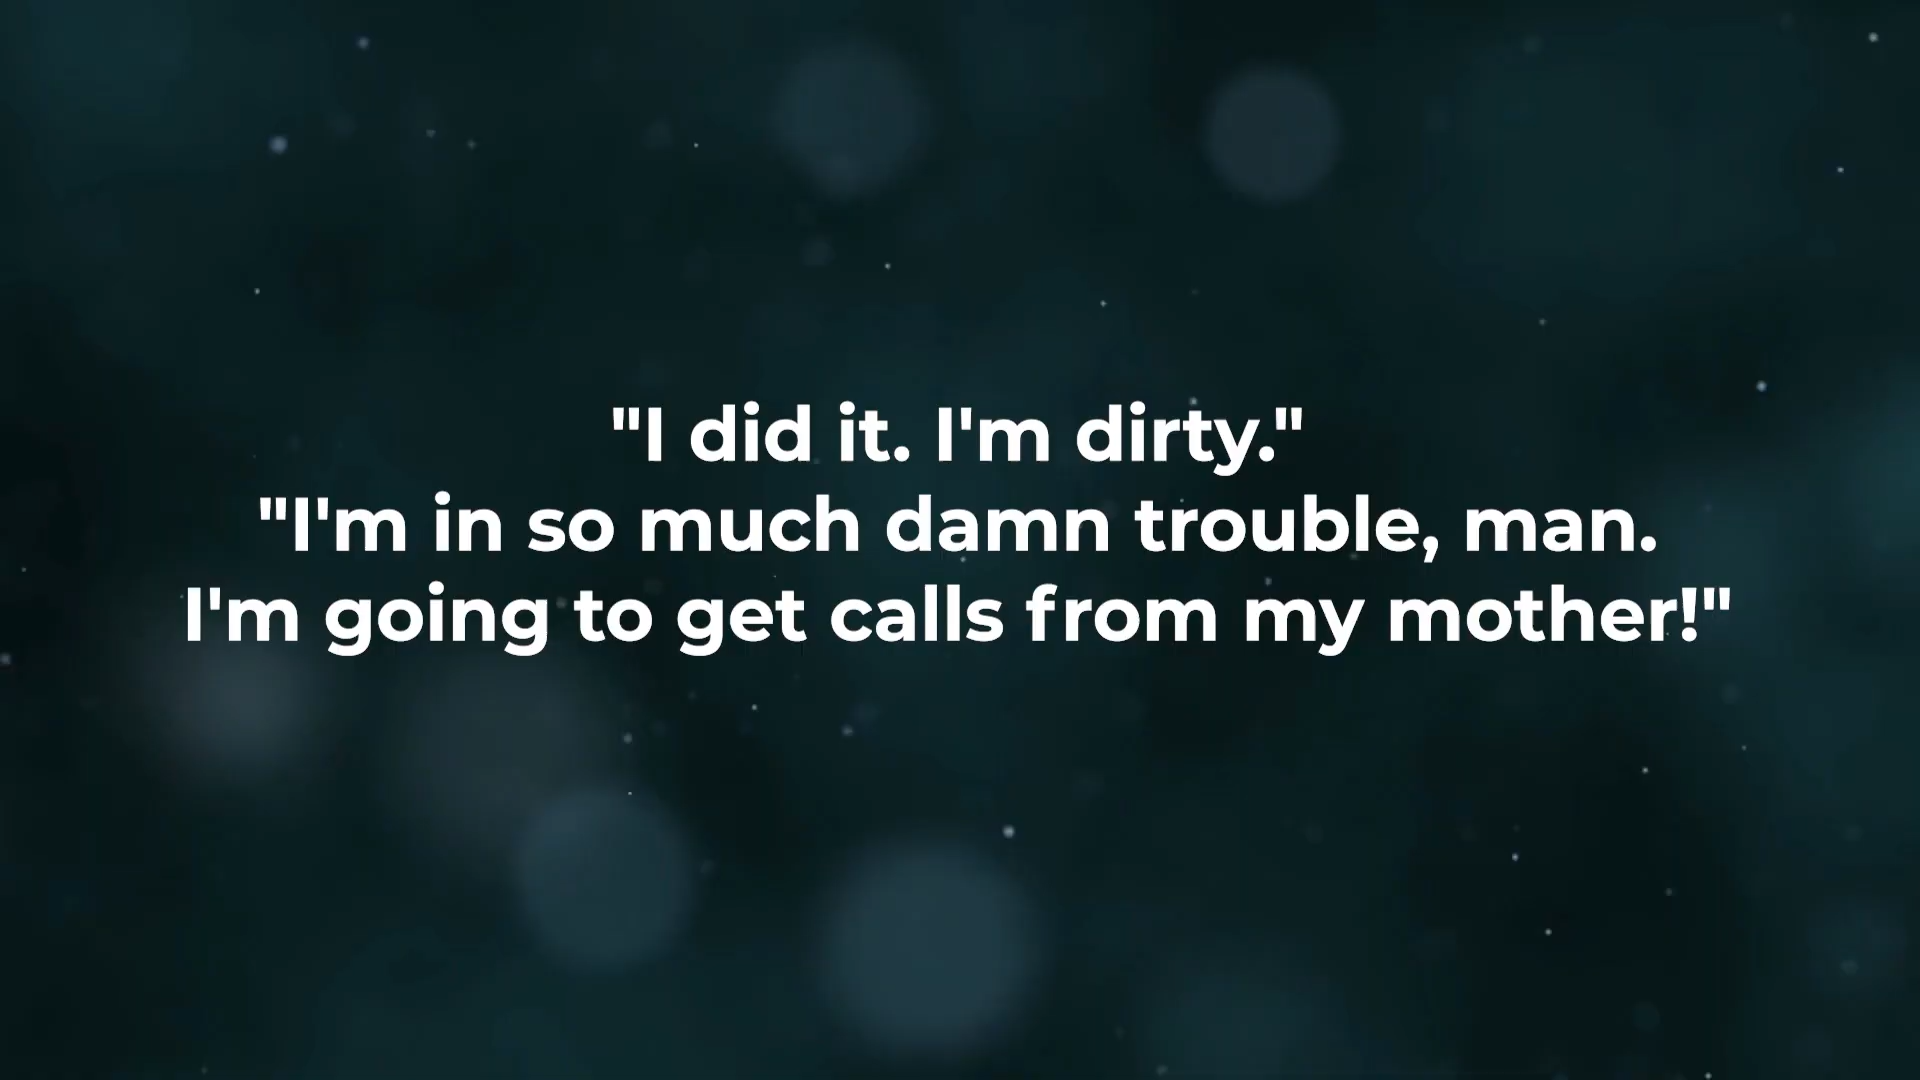 "I did it. I'm dirty."
"I'm in so much damn trouble, man.
I'm going to get calls from my mother!"